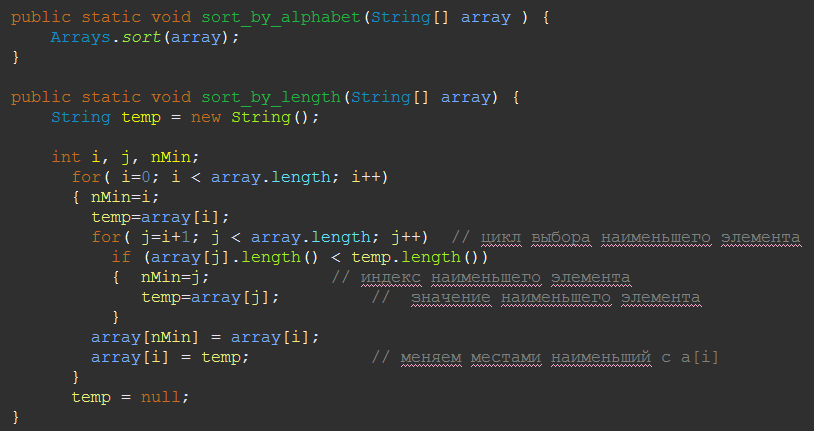 public static void sort_by_alphabet(String[] array ) {
    Arrays.sort(array);
}
public static void sort_by_length(String[] array) {
    String temp = new String();
    int i, j, nMin;
      for( i=0; i < array.length; i++)
      { nMin=i;
        temp=array[i];
        for( j=i+1; j < array.length; j++)  // цикл выбора наименьшего элемента
          if (array[j].length() < temp.length())
          {  nMin=j;            // индекс наименьшего элемента
             temp=array[j];         //  значение наименьшего элемента
          }
        array[nMin] = array[i];
        array[i] = temp;            // меняем местами наименьший с a[i]
      }
      temp = null;
}